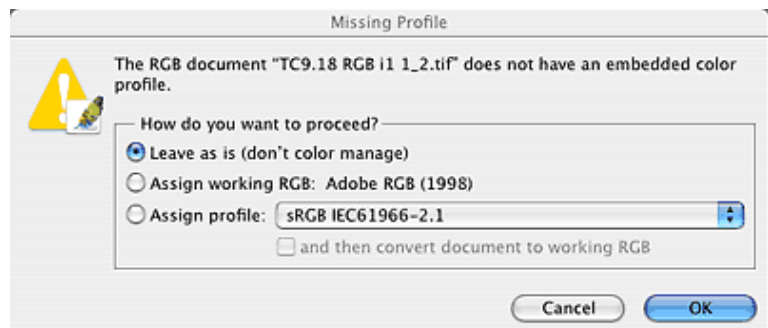 Missing Profile
The RGB document “TC9.18 RGB i1 1_2.tif” does not have an embedded color
profile.
How do you want to proceed?
Leave as is (don't color manage)
Assign working RGB: Adobe RGB (1998)
Assign profile: sRGB IEC61966-2.1
and then convert document to working RGB
Cancel OK